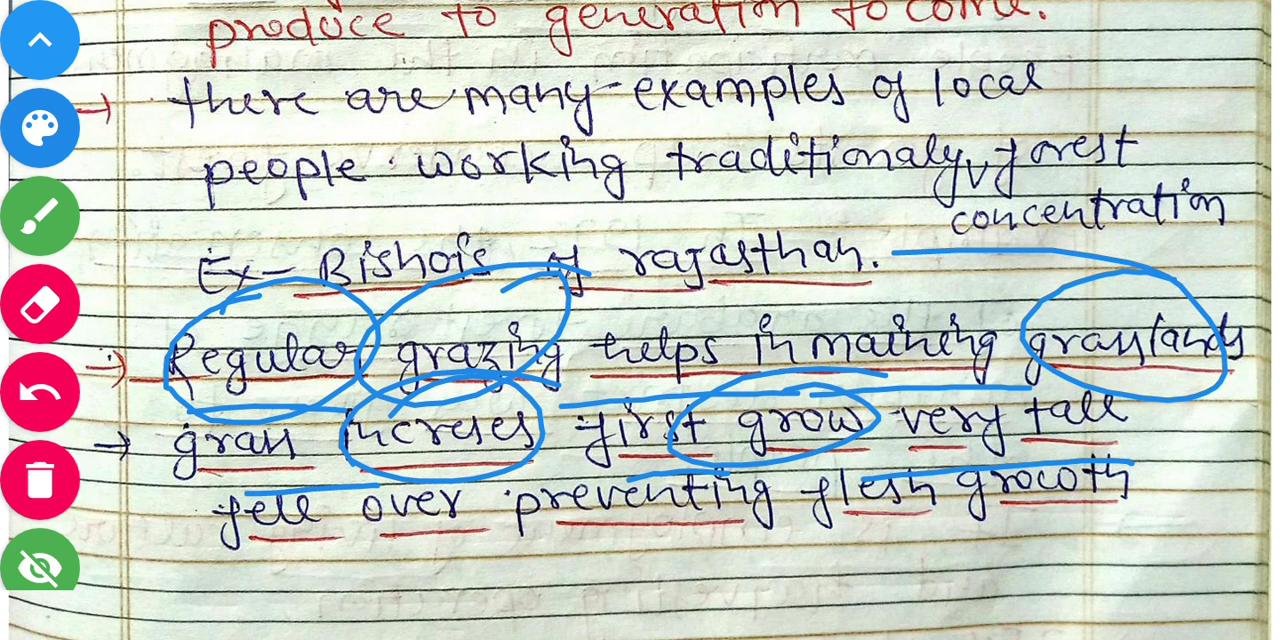 produce to generation to come.
→ there are many examples of local
people working traditionaly, forest
concentration
Ex- Bishois of rajasthan.
→ Regular grazing helps in maining grasslands
→ grass increses first grow very tall
fell over preventing flesh growth